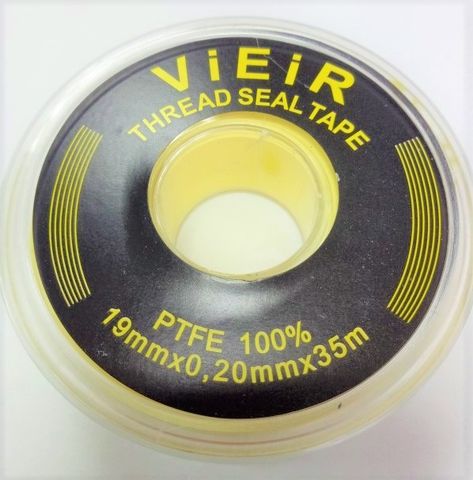 ViEiR
THREAD SEAL TAPE
PTFE 100%
19mmx0,20mmx35m